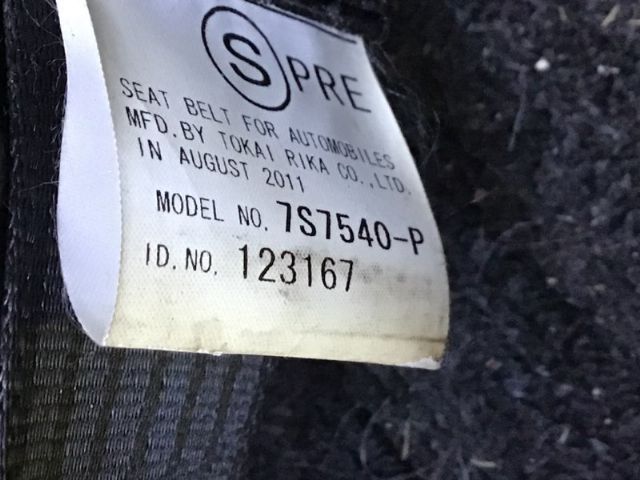 S PRE
SEAT BELT FOR AUTOMOBILES
MFD.BY TOKAI RIKA CO.,LTD.
IN AUGUST 2011
MODEL NO. 7S7540-P
ID.NO. 123167